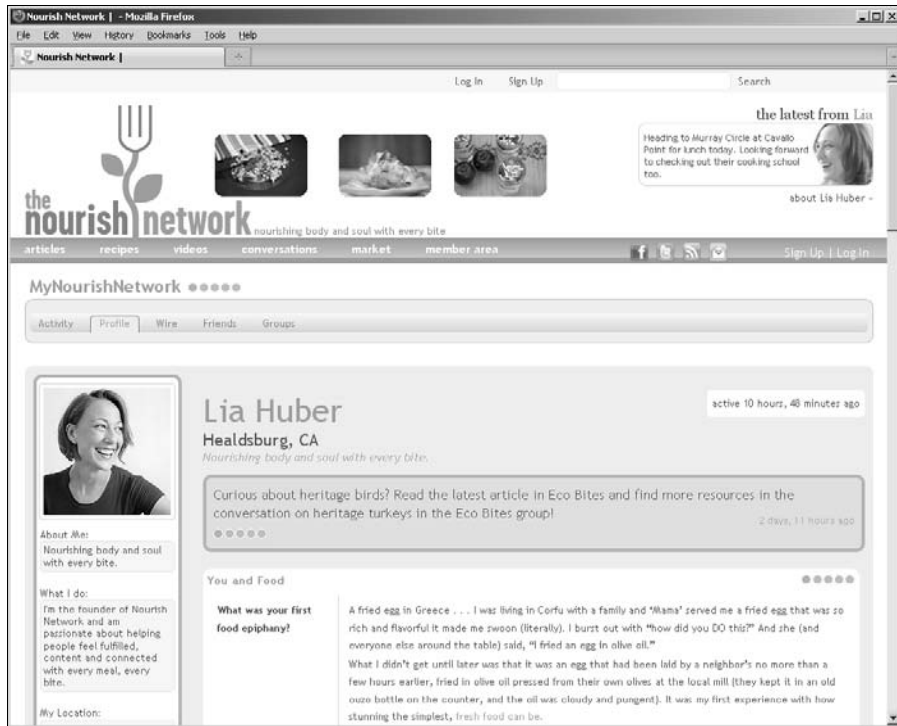 Nourish Network | - Mozilla Firefox
File Edit View History Bookmarks Tools Help
Nourish Network |
Log In Sign Up Search
the latest from Lia
Heading to Murray Circle at Cavallo
Point for lunch today. Looking forward
to checking out their cooking school
too.
about Lia Huber
the
nourish network nourishing body and soul with every bite
articles recipes videos conversations market member area Sign Up | Log In
MyNourishNetwork
Activity Profile Wire Friends Groups
Lia Huber
active 10 hours, 48 minutes ago
Healdsburg, CA
Nourishing body and soul with every bite.
Curious about heritage birds? Read the latest article in Eco Bites and find more resources in the
conversation on heritage turkeys in the Eco Bites group!
2 days, 11 hours ago
About Me:
Nourishing body and soul
with every bite.
What I do:
I'm the founder of Nourish
Network and am
passionate about helping
people feel fulfilled,
content and connected
with every meal, every
bite.
My Location:
You and Food
What was your first
food epiphany?
A fried egg in Greece . . . I was living in Corfu with a family and ‘Mama’ served me a fried egg that was so
rich and flavorful it made me swoon (literally). I burst out with “how did you DO this?” And she (and
everyone else around the table) said, “I fried an egg in olive oil.”
What I didn't get until later was that it was an egg that had been laid by a neighbor's no more than a
few hours earlier, fried in olive oil pressed from their own olives at the local mill (they kept it in an old
ouzo bottle on the counter, and the oil was cloudy and pungent). It was my first experience with how
stunning the simplest, fresh food can be.